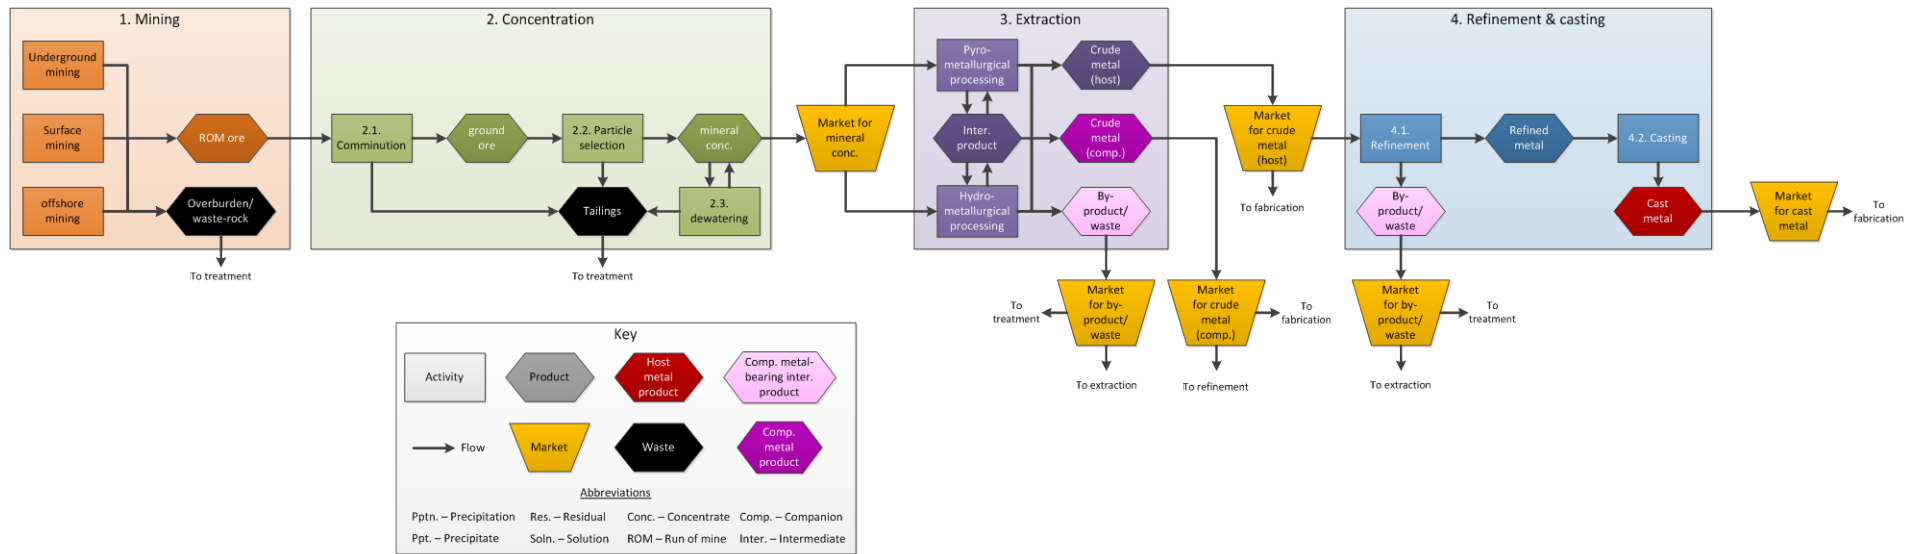 1. Mining
Underground
mining
Surface
mining
offshore
mining
ROM ore
Overburden/
waste-rock
To treatment
2. Concentration
2.1.
Comminution
ground
ore
2.2. Particle
selection
mineral
conc.
Tailings
2.3.
dewatering
To treatment
Market for
mineral
conc.
3. Extraction
Pyro-
metallurgical
processing
Inter.
product
Hydro-
metallurgical
processing
Crude
metal
(host)
Crude
metal
(comp.)
By-
product/
waste
Market
for crude
metal
(host)
To fabrication
To
treatment
Market
for by-
product/
waste
To extraction
Market
for crude
metal
(comp.)
To
fabrication
To refinement
4. Refinement & casting
4.1.
Refinement
Refined
metal
4.2. Casting
By-
product/
waste
Cast
metal
Market
for cast
metal
To
fabrication
Market
for by-
product/
waste
To
treatment
To extraction
Key
Activity
Product
Host
metal
product
Comp. metal-
bearing inter.
product
Flow
Market
Waste
Comp.
metal
product
Abbreviations
Pptn. – Precipitation Res. – Residual Conc. – Concentrate Comp. – Companion
Ppt. – Precipitate Soln. – Solution ROM – Run of mine Inter. – Intermediate